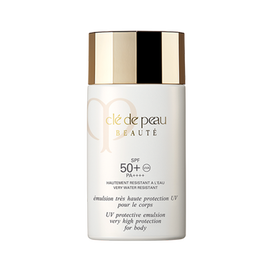 clé de peau
BEAUTÉ
SPF
50+
PA++++
HAUTEMENT RESISTANT A L'EAU
VERY WATER RESISTANT
émulsion très haute protection UV
pour le corps
UV protective emulsion
very high protection
for body